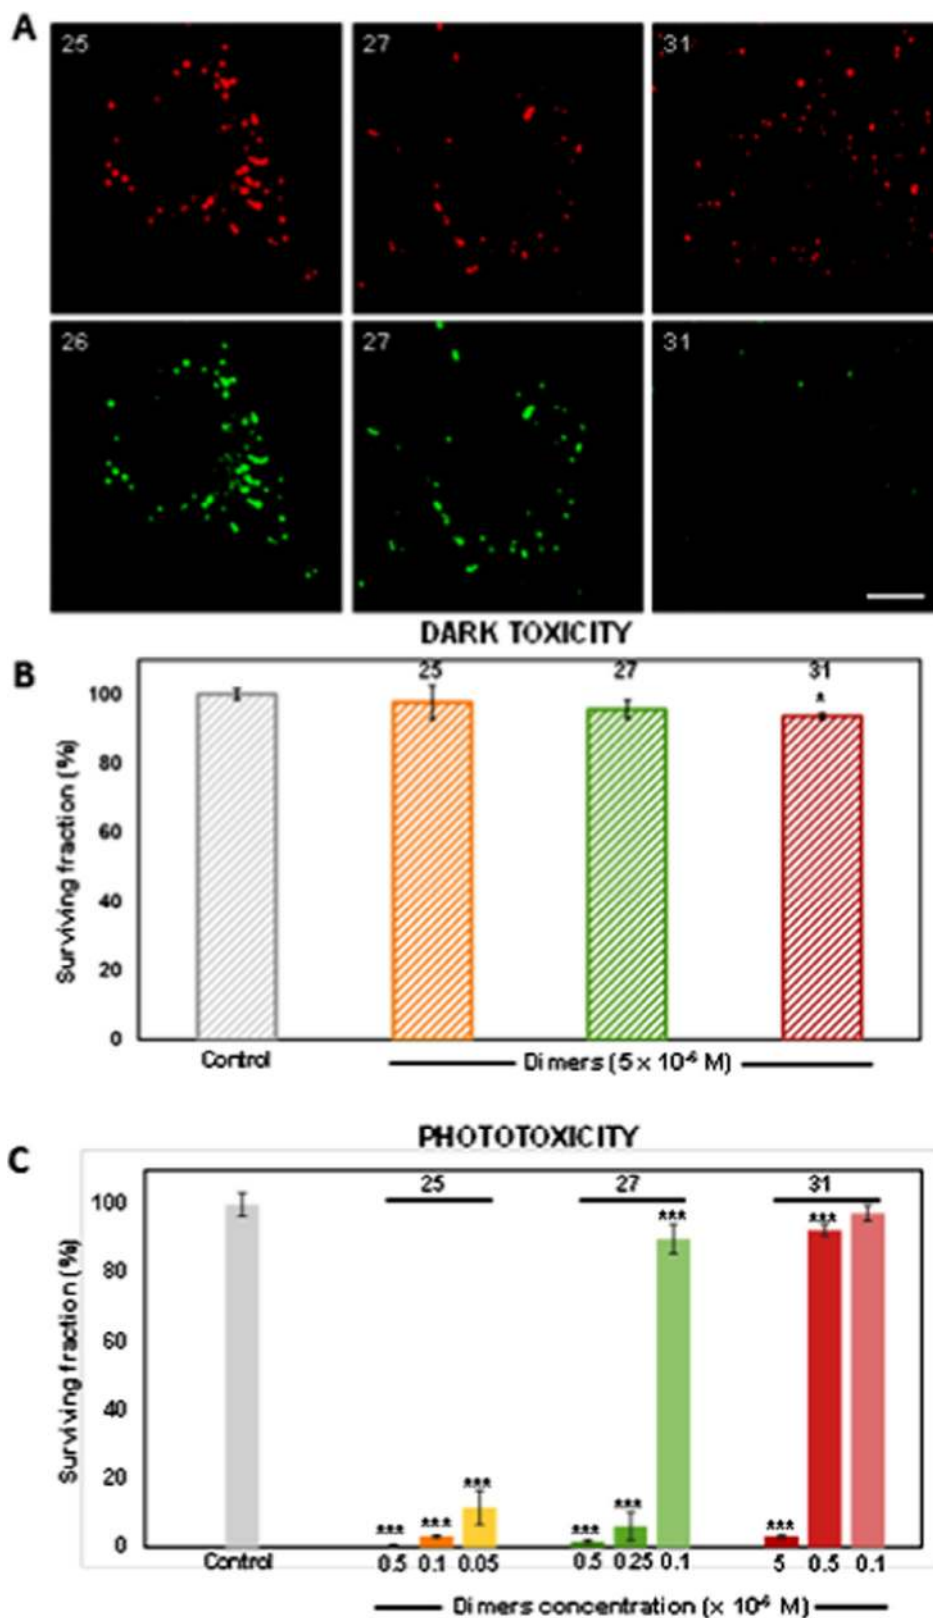 A
25 27 31
26 27 31
DARK TOXICITY
B
25 27 31
*
100
80
60
40
20
0
Surviving fraction (%)
Control
Dimers (5 x 10⁻⁶ M)
PHOTOTOXICITY
C
25 27 31
100
80
60
40
20
0
Surviving fraction (%)
*** *** *** *** *** *** *** ***
Control 0.5 0.1 0.05 0.5 0.25 0.1 5 0.5 0.1
Dimers concentration (x 10⁻⁶ M)